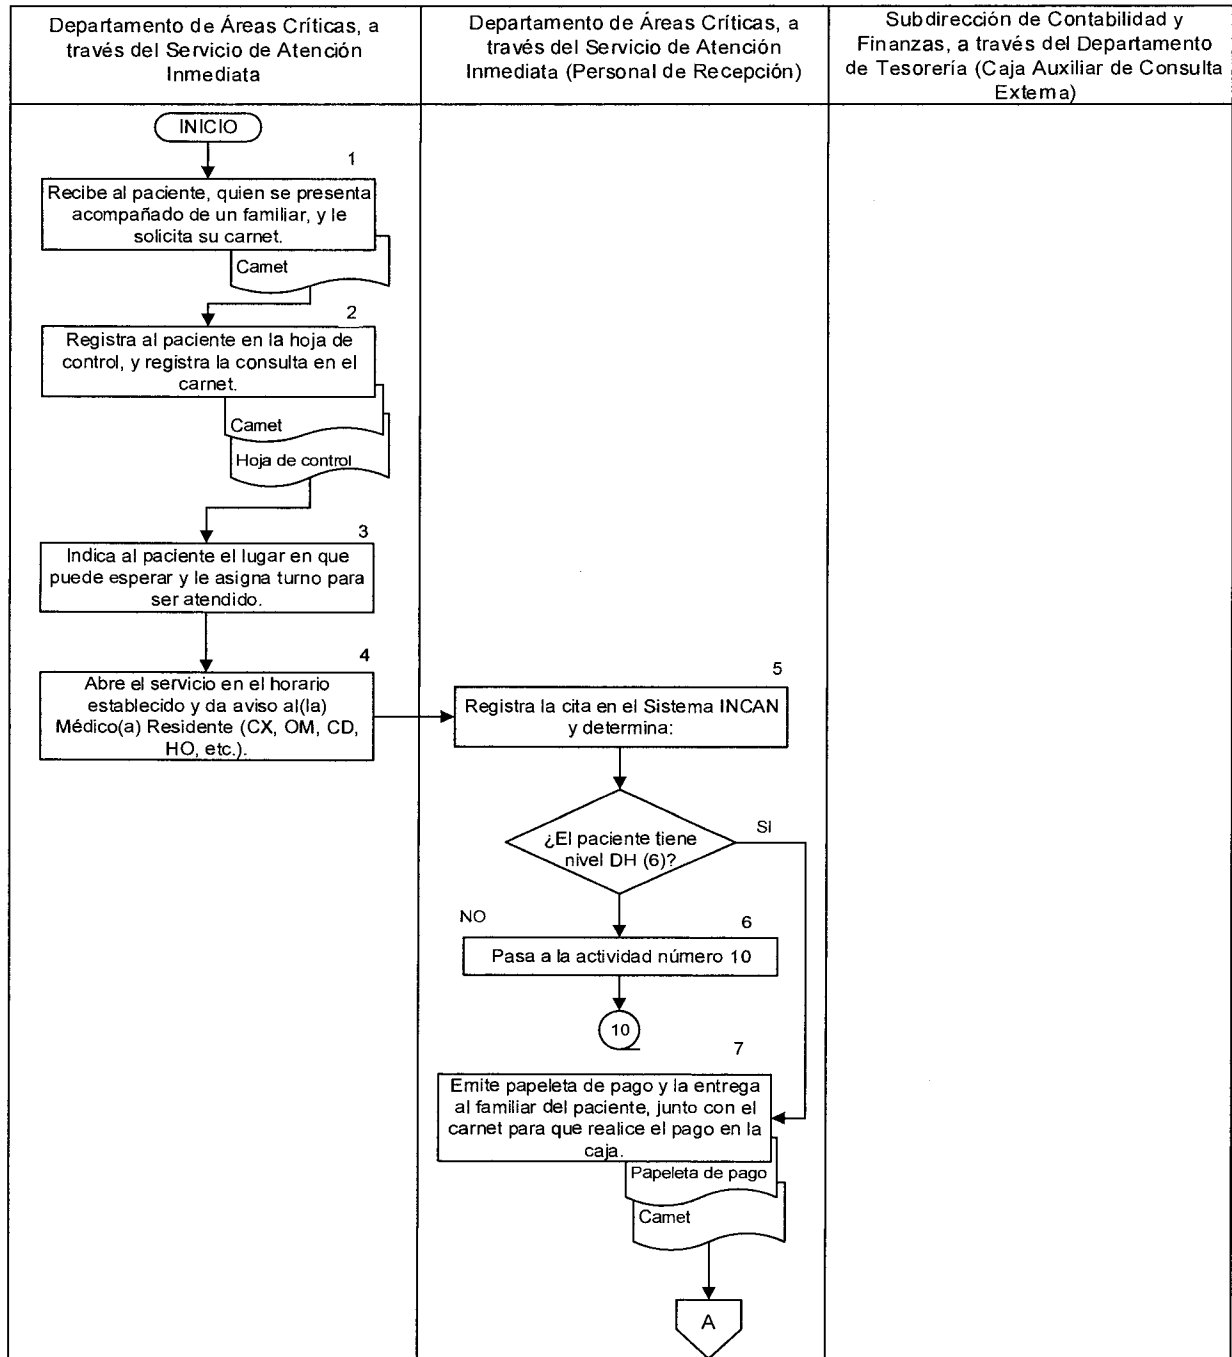 Departamento de Áreas Críticas, a
través del Servicio de Atención
Inmediata
Departamento de Áreas Críticas, a
través del Servicio de Atención
Inmediata (Personal de Recepción)
Subdirección de Contabilidad y
Finanzas, a través del Departamento
de Tesorería (Caja Auxiliar de Consulta
Externa)
INICIO
1
Recibe al paciente, quien se presenta
acompañado de un familiar, y le
solicita su carnet.
Carnet
2
Registra al paciente en la hoja de
control, y registra la consulta en el
carnet.
Carnet
Hoja de control
3
Indica al paciente el lugar en que
puede esperar y le asigna turno para
ser atendido.
4
Abre el servicio en el horario
establecido y da aviso al(la)
Médico(a) Residente (CX, OM, CD,
HO, etc.).
5
Registra la cita en el Sistema INCAN
y determina:
¿El paciente tiene
nivel DH (6)?
SI
NO
6
Pasa a la actividad número 10
10
7
Emite papeleta de pago y la entrega
al familiar del paciente, junto con el
carnet para que realice el pago en la
caja.
Papeleta de pago
Carnet
A